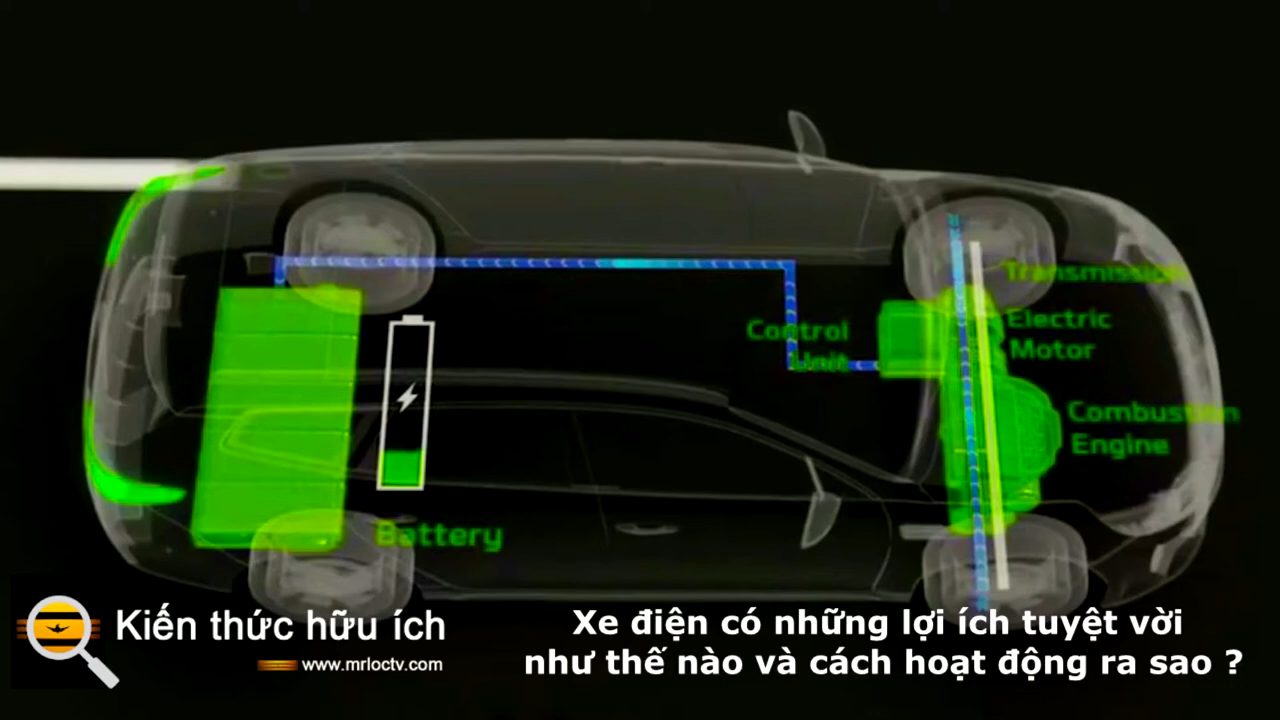 Transmission
Control
Unit
Electric
Motor
Combustion
Engine
Battery
Kiến thức hữu ích
www.mrloctv.com
Xe điện có những lợi ích tuyệt vời
như thế nào và cách hoạt động ra sao ?